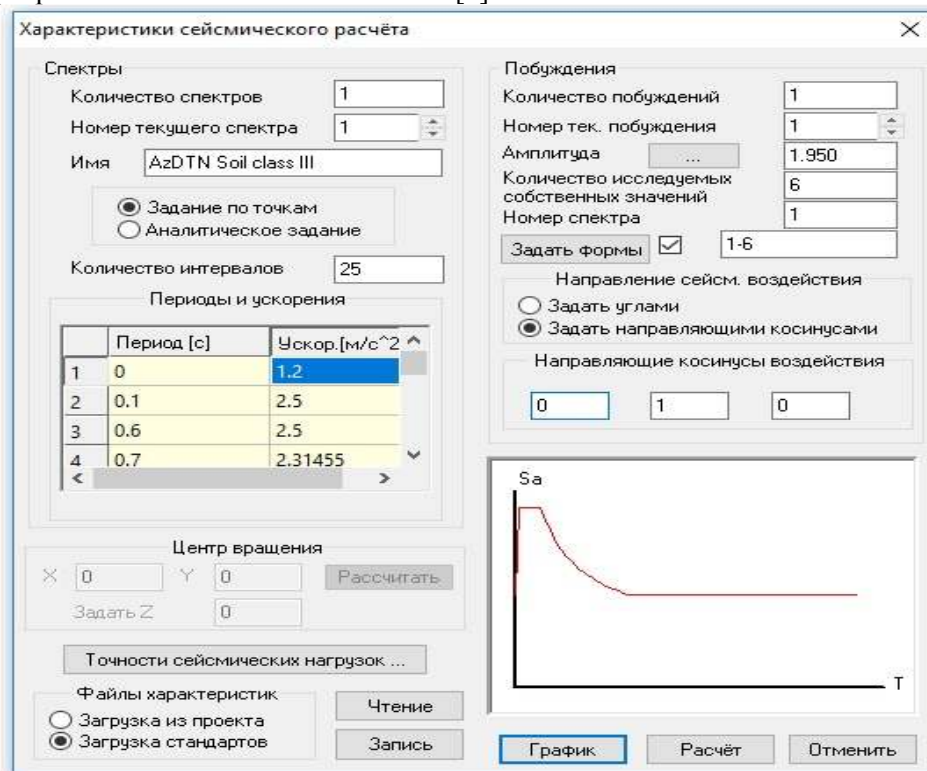 [ ]
Характеристики сейсмического расчёта
Спектры
Количество спектров 1
Номер текущего спектра 1
Имя AzDTN Soil class III
Задание по точкам
Аналитическое задание
Количество интервалов 25
Периоды и ускорения
Период [с] Ускор.[м/с^2
1 0 1.2
2 0.1 2.5
3 0.6 2.5
4 0.7 2.31455
Центр вращения
X 0 Y 0 Рассчитать
Задать Z 0
Точности сейсмических нагрузок ...
Файлы характеристик
Загрузка из проекта
Загрузка стандартов
Чтение
Запись
Побуждения
Количество побуждений 1
Номер тек. побуждения 1
Амплитуда ... 1.950
Количество исследуемых
собственных значений 6
Номер спектра 1
Задать формы 1-6
Направление сейсм. воздействия
Задать углами
Задать направляющими косинусами
Направляющие косинусы воздействия
0 1 0
Sa
T
График Расчёт Отменить